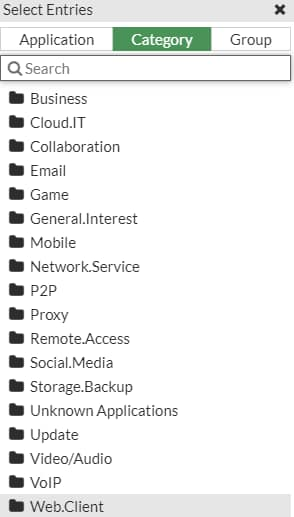 Select Entries
Application Category Group
Search
Business
Cloud.IT
Collaboration
Email
Game
General.Interest
Mobile
Network.Service
P2P
Proxy
Remote.Access
Social.Media
Storage.Backup
Unknown Applications
Update
Video/Audio
VoIP
Web.Client